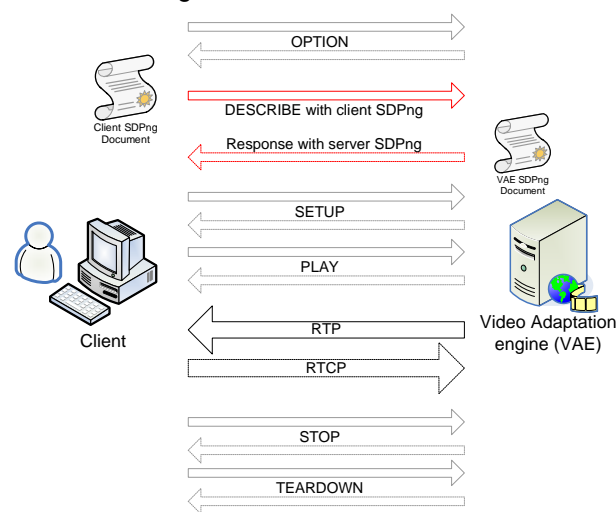 OPTION
Client SDPng
Document
DESCRIBE with client SDPng
Response with server SDPng
VAE SDPng
Document
SETUP
PLAY
Client
RTP
Video Adaptation
engine (VAE)
RTCP
STOP
TEARDOWN